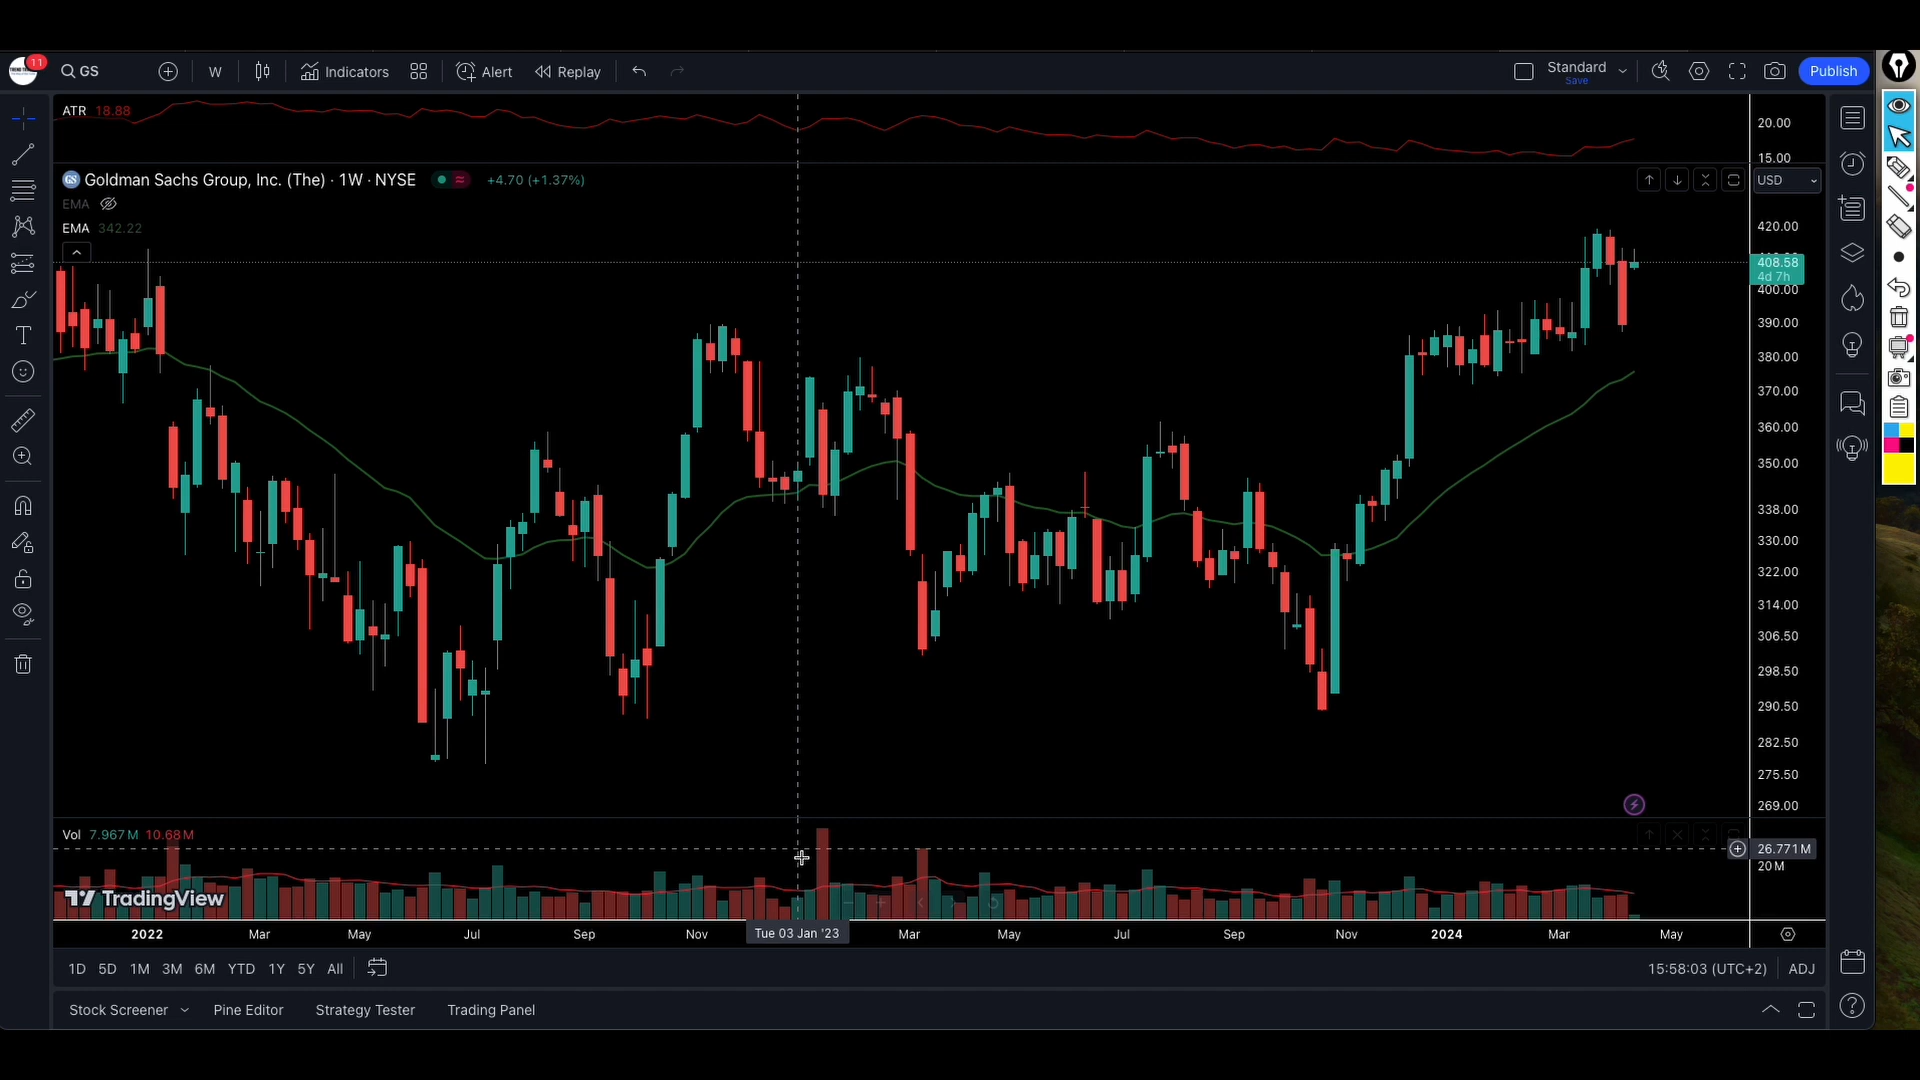 11
GS
W
Indicators
Alert
Replay
Standard
Save
Publish
ATR 18.88
20.00
15.00
GS Goldman Sachs Group, Inc. (The) · 1W · NYSE
+4.70 (+1.37%)
USD
EMA
EMA 342.22
420.00
408.58
4d 7h
400.00
390.00
380.00
370.00
360.00
350.00
338.00
330.00
322.00
314.00
306.50
298.50
290.50
282.50
275.50
269.00
Vol 7.967M 10.68M
26.771M
20M
TradingView
2022 Mar May Jul Sep Nov Tue 03 Jan '23 Mar May Jul Sep Nov 2024 Mar May
1D 5D 1M 3M 6M YTD 1Y 5Y All
15:58:03 (UTC+2) ADJ
Stock Screener Pine Editor Strategy Tester Trading Panel